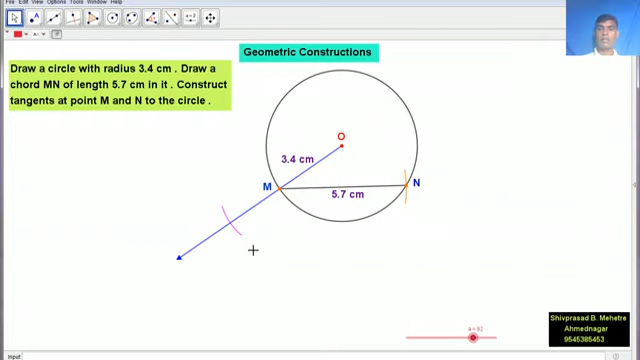 File Edit View Options Tools Window Help
Geometric Constructions
Draw a circle with radius 3.4 cm . Draw a
chord MN of length 5.7 cm in it . Construct
tangents at point M and N to the circle .
O
3.4 cm
M
N
5.7 cm
a = 92
Shivprasad B. Mehetre
Ahmednagar
9545385453
Input: